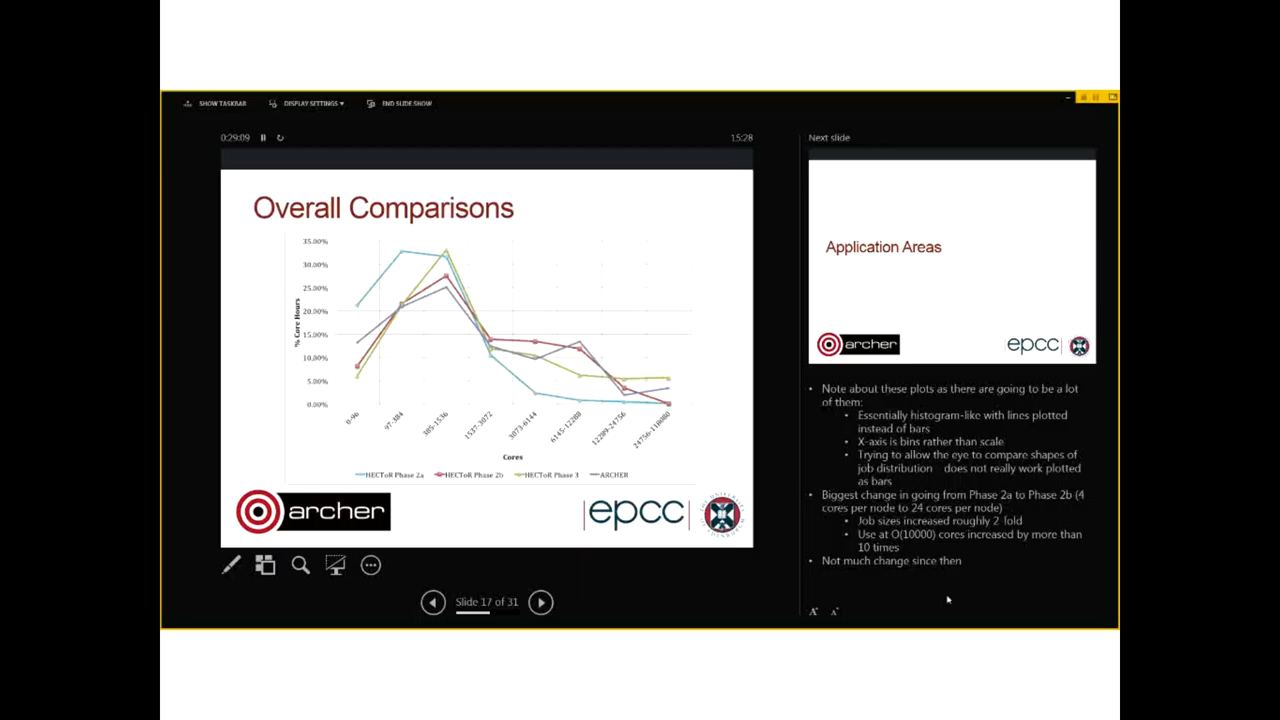 SHOW TASKBAR
DISPLAY SETTINGS ▾
END SLIDE SHOW
0:29:09
15:28
Next slide
Overall Comparisons
35.00%
30.00%
25.00%
20.00%
15.00%
10.00%
5.00%
0.00%
% Core Hours
0-96
97-384
385-1536
1537-3072
3073-6144
6145-12288
12289-24756
24756-118080
Cores
HECToR Phase 2a
HECToR Phase 2b
HECToR Phase 3
ARCHER
archer
epcc
Slide 17 of 31
Application Areas
archer
epcc
• Note about these plots as there are going to be a lot
of them:
• Essentially histogram-like with lines plotted
instead of bars
• X-axis is bins rather than scale
• Trying to allow the eye to compare shapes of
job distribution does not really work plotted
as bars
• Biggest change in going from Phase 2a to Phase 2b (4
cores per node to 24 cores per node)
• Job sizes increased roughly 2 fold
• Use at O(10000) cores increased by more than
10 times
• Not much change since then
A
A